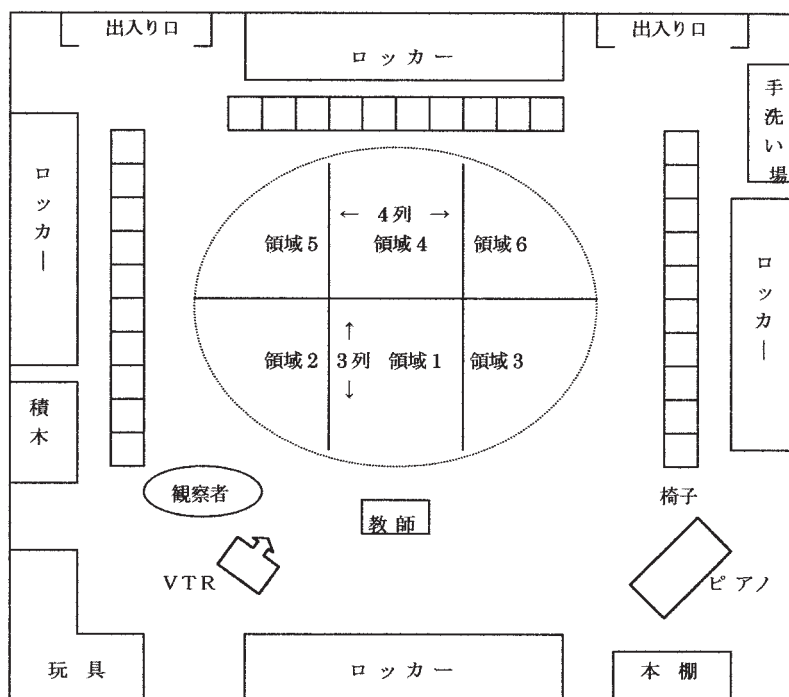 出入り口
出入り口
ロッカー
手洗い場
ロッカー
← 4列 →
領域5
領域4
領域6
ロッカー
↑
領域2
3列
領域1
領域3
↓
積木
観察者
椅子
教師
VTR
ピアノ
玩具
ロッカー
本棚